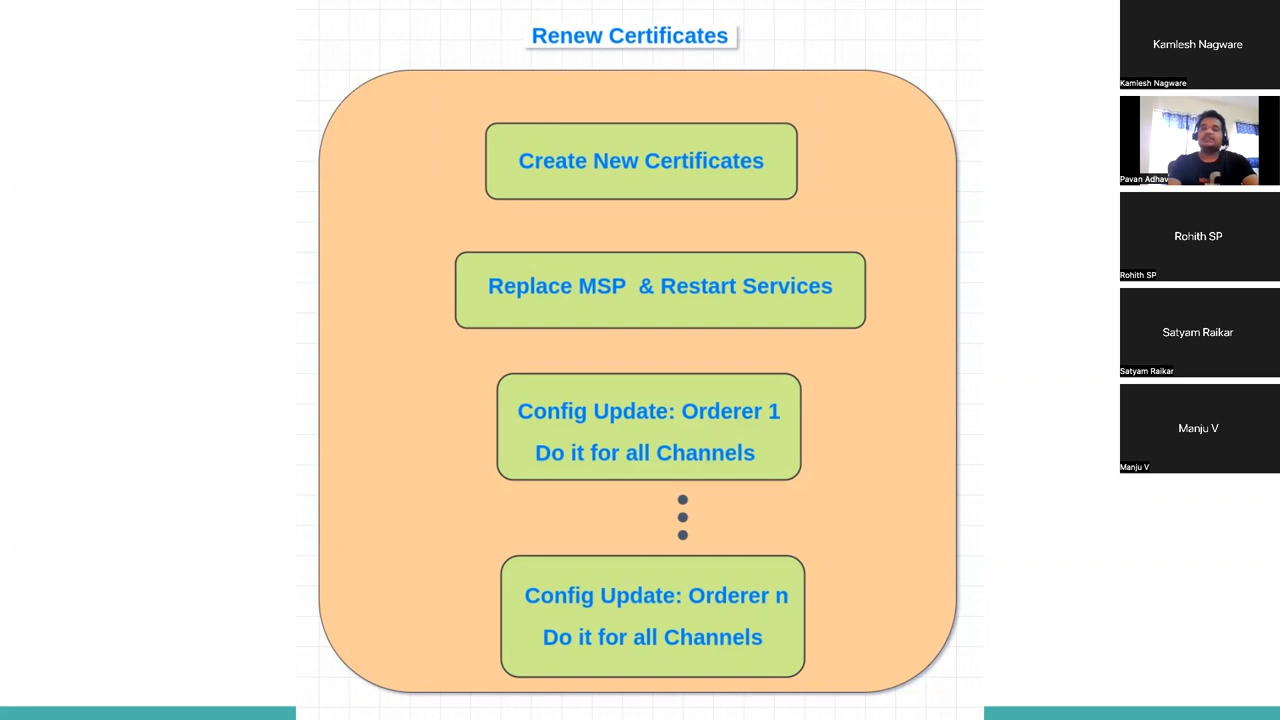 Renew Certificates
Create New Certificates
Replace MSP & Restart Services
Config Update: Orderer 1
Do it for all Channels
Config Update: Orderer n
Do it for all Channels
Kamlesh Nagware
Kamlesh Nagware
Pavan Adhav
Rohith SP
Rohith SP
Satyam Raikar
Satyam Raikar
Manju V
Manju V